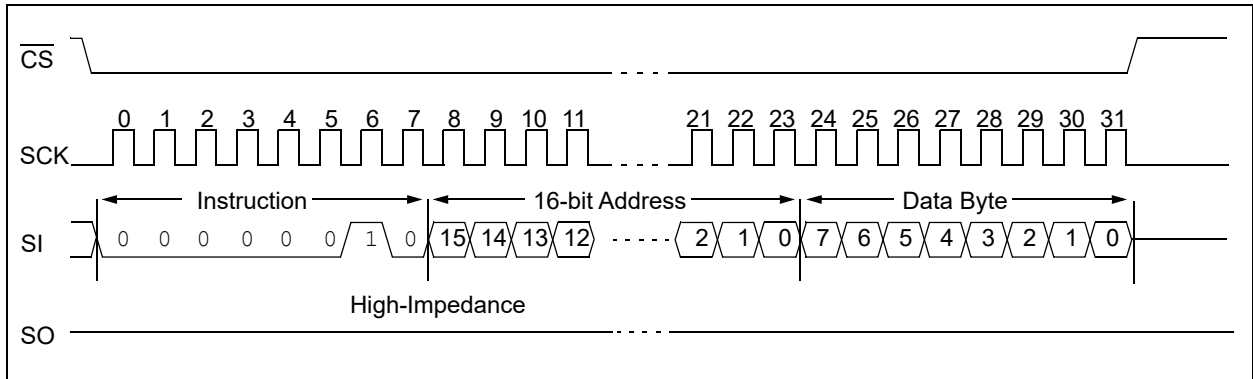 CS
0 1 2 3 4 5 6 7 8 9 10 11 21 22 23 24 25 26 27 28 29 30 31
SCK
Instruction 16-bit Address Data Byte
SI 0 0 0 0 0 0 1 0 15 14 13 12 2 1 0 7 6 5 4 3 2 1 0
High-Impedance
SO